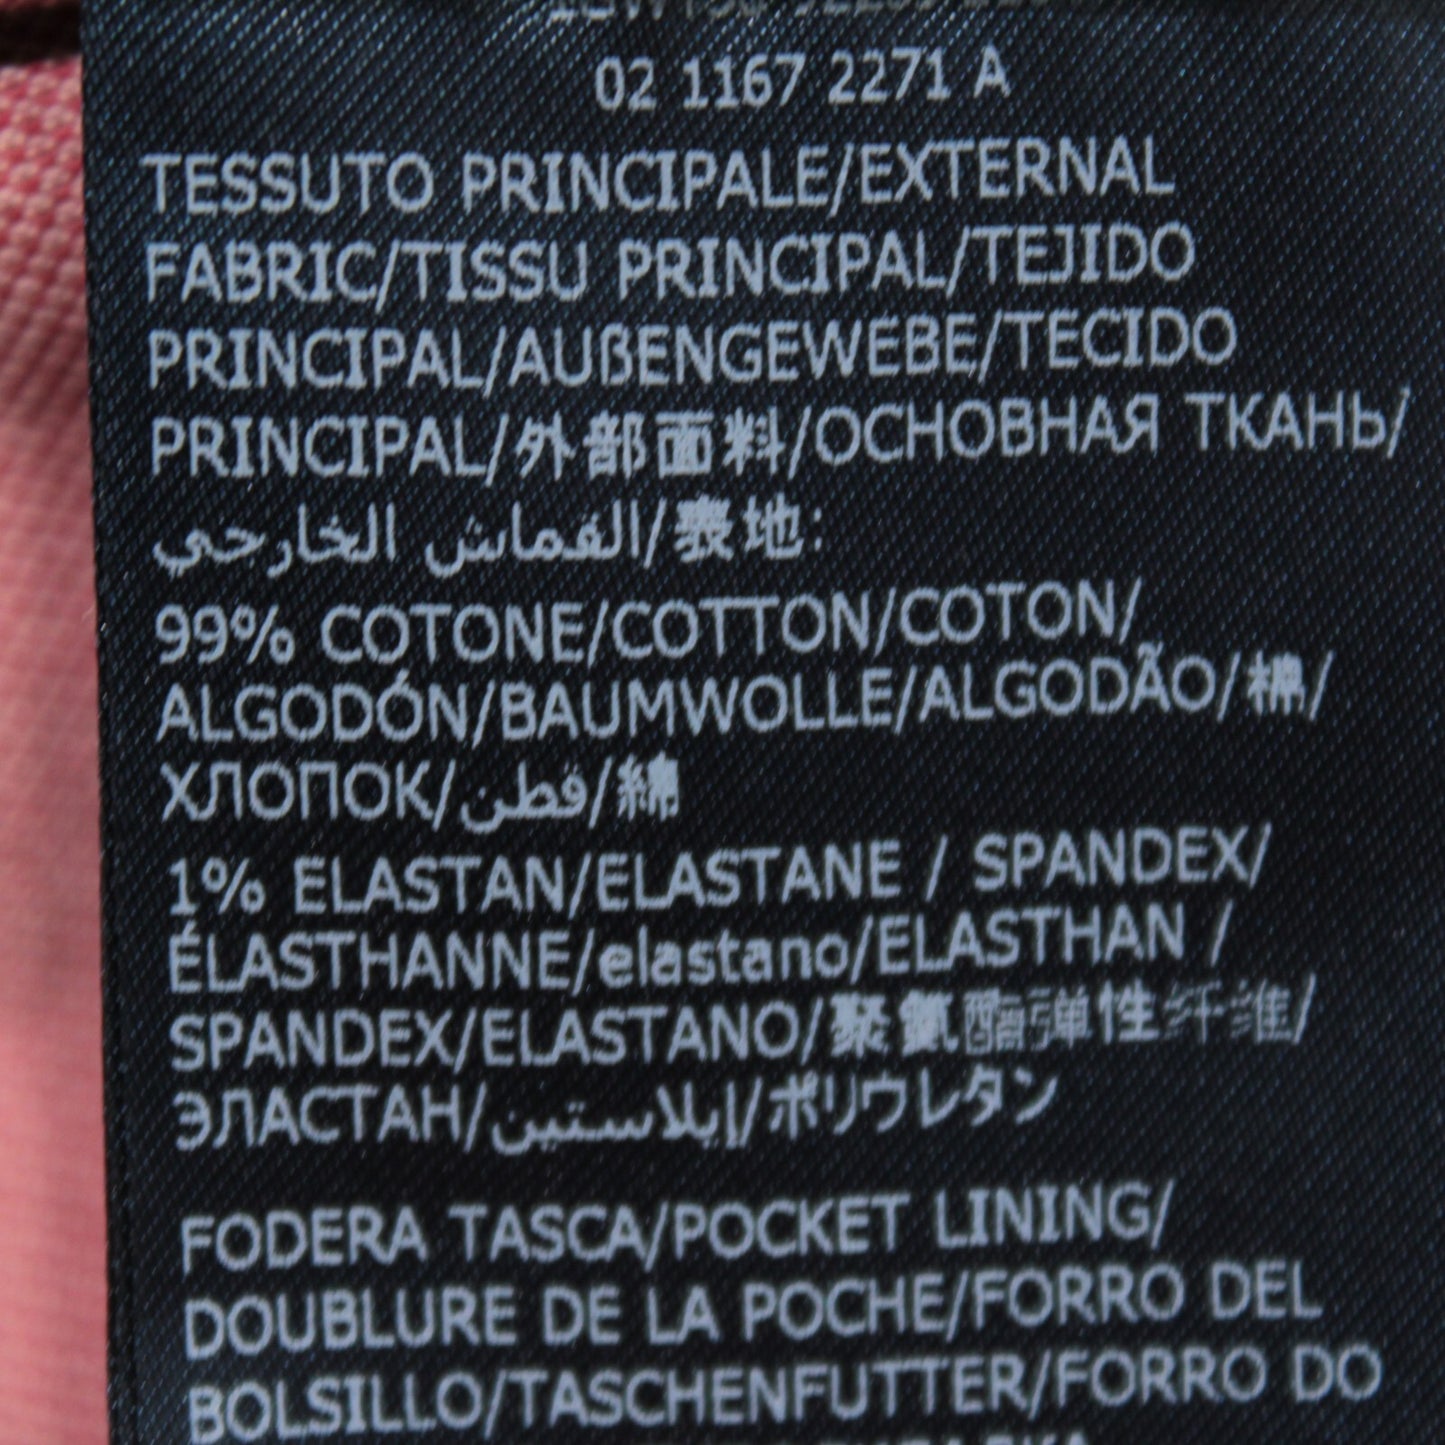 02 1167 2271 A
TESSUTO PRINCIPALE/EXTERNAL
FABRIC/TISSU PRINCIPAL/TEJIDO
PRINCIPAL/AUßENGEWEBE/TECIDO
PRINCIPAL/外部面料/ОСНОВНАЯ ТКАНЬ/
القماش الخارجي/表地:
99% COTONE/COTTON/COTON/
ALGODÓN/BAUMWOLLE/ALGODÃO/棉/
ХЛОПОК/قطن/綿
1% ELASTAN/ELASTANE / SPANDEX/
ÉLASTHANNE/elastano/ELASTHAN /
SPANDEX/ELASTANO/聚氨酯弹性纤维/
ЭЛАСТАН/إيلاستين/ポリウレタン
FODERA TASCA/POCKET LINING/
DOUBLURE DE LA POCHE/FORRO DEL
BOLSILLO/TASCHENFUTTER/FORRO DO